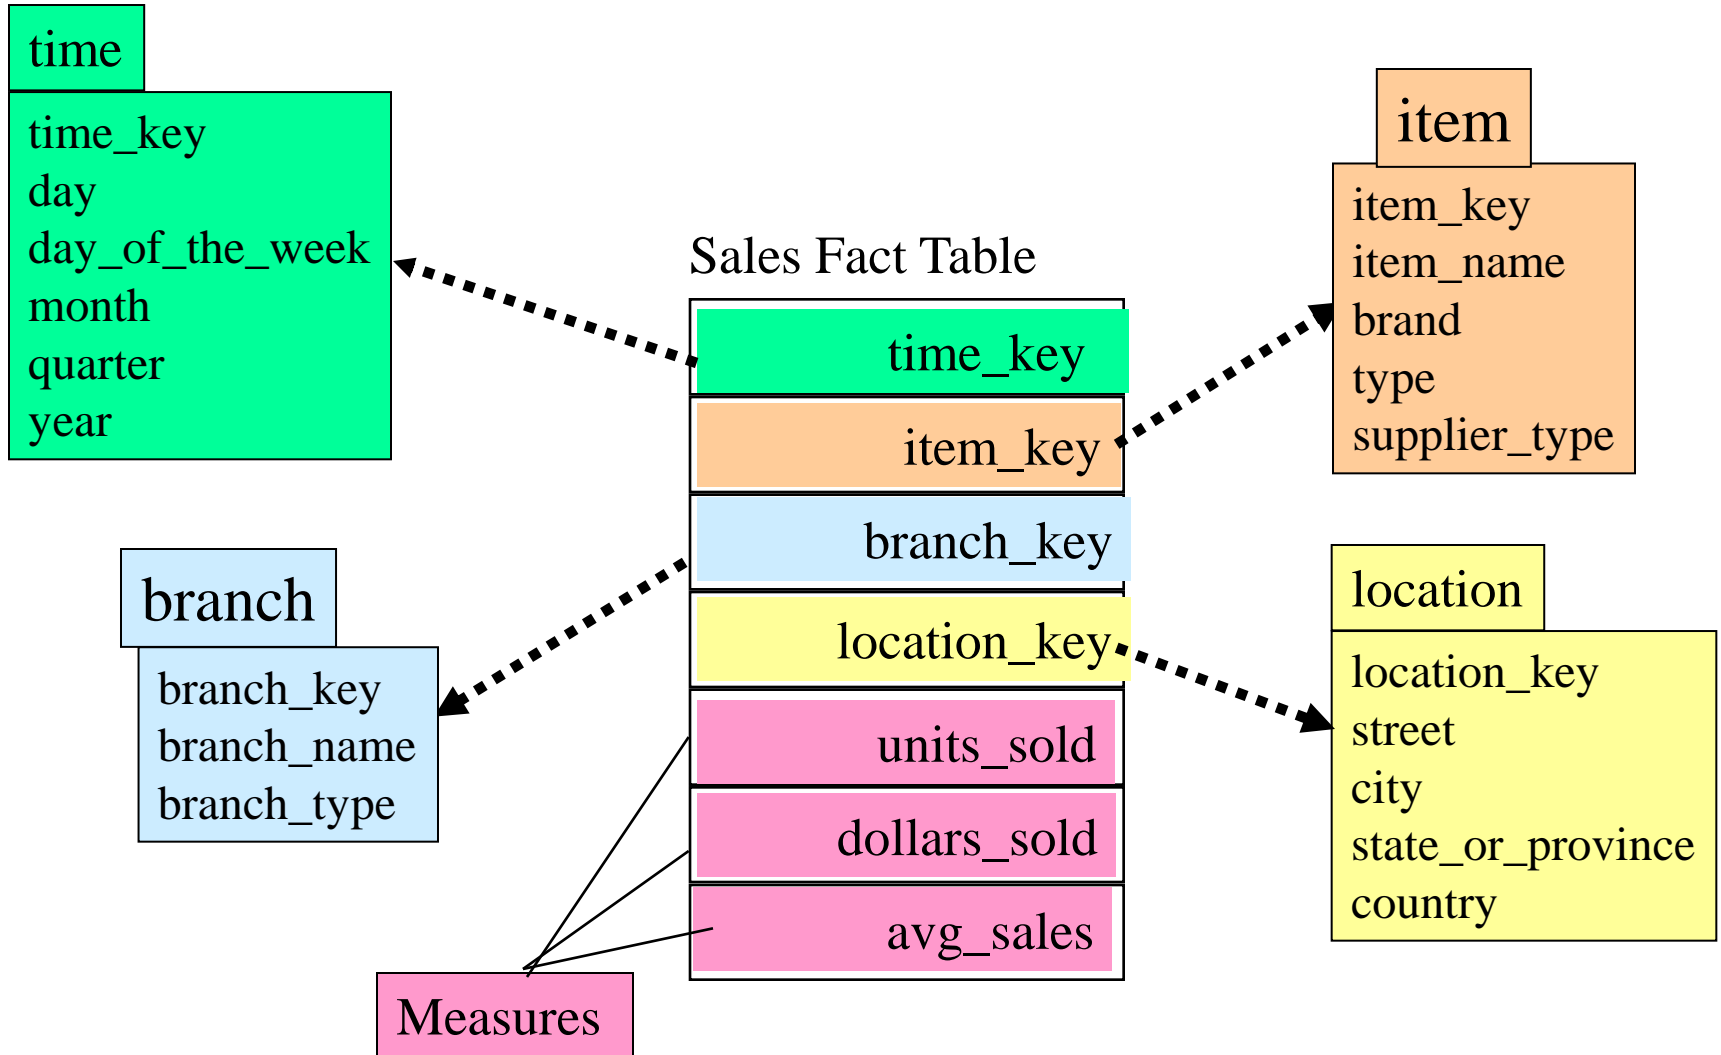 time
time_key
day
day_of_the_week
month
quarter
year
item
item_key
item_name
brand
type
supplier_type
Sales Fact Table
time_key
item_key
branch_key
location_key
units_sold
dollars_sold
avg_sales
branch
branch_key
branch_name
branch_type
location
location_key
street
city
state_or_province
country
Measures